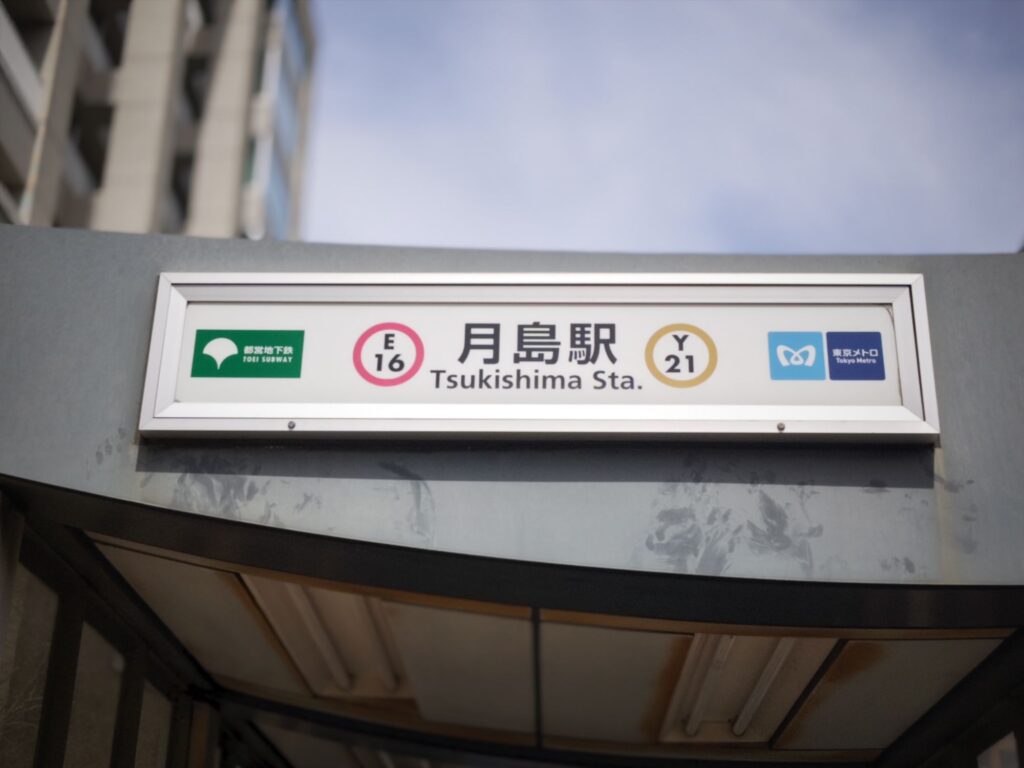 都営地下鉄
TOEI SUBWAY
E
16
月島駅
Tsukishima Sta.
Y
21
東京メトロ
Tokyo Metro